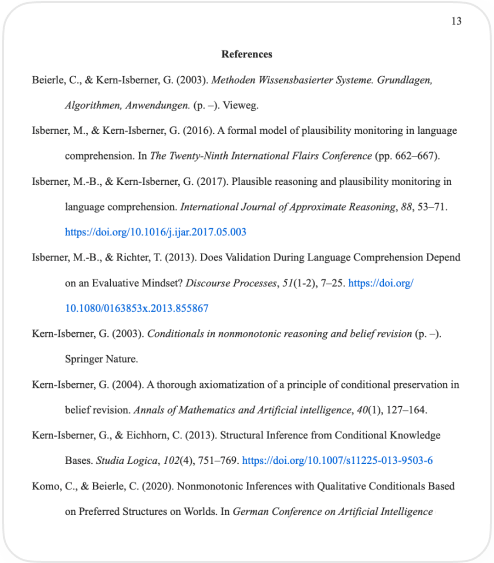 13
References
Beierle, C., & Kern-Isberner, G. (2003). Methoden Wissensbasierter Systeme. Grundlagen,
Algorithmen, Anwendungen. (p. –). Vieweg.
Isberner, M., & Kern-Isberner, G. (2016). A formal model of plausibility monitoring in language
comprehension. In The Twenty-Ninth International Flairs Conference (pp. 662–667).
Isberner, M.-B., & Kern-Isberner, G. (2017). Plausible reasoning and plausibility monitoring in
language comprehension. International Journal of Approximate Reasoning, 88, 53–71.
https://doi.org/10.1016/j.ijar.2017.05.003
Isberner, M.-B., & Richter, T. (2013). Does Validation During Language Comprehension Depend
on an Evaluative Mindset? Discourse Processes, 51(1-2), 7–25. https://doi.org/
10.1080/0163853x.2013.855867
Kern-Isberner, G. (2003). Conditionals in nonmonotonic reasoning and belief revision (p. –).
Springer Nature.
Kern-Isberner, G. (2004). A thorough axiomatization of a principle of conditional preservation in
belief revision. Annals of Mathematics and Artificial intelligence, 40(1), 127–164.
Kern-Isberner, G., & Eichhorn, C. (2013). Structural Inference from Conditional Knowledge
Bases. Studia Logica, 102(4), 751–769. https://doi.org/10.1007/s11225-013-9503-6
Komo, C., & Beierle, C. (2020). Nonmonotonic Inferences with Qualitative Conditionals Based
on Preferred Structures on Worlds. In German Conference on Artificial Intelligence